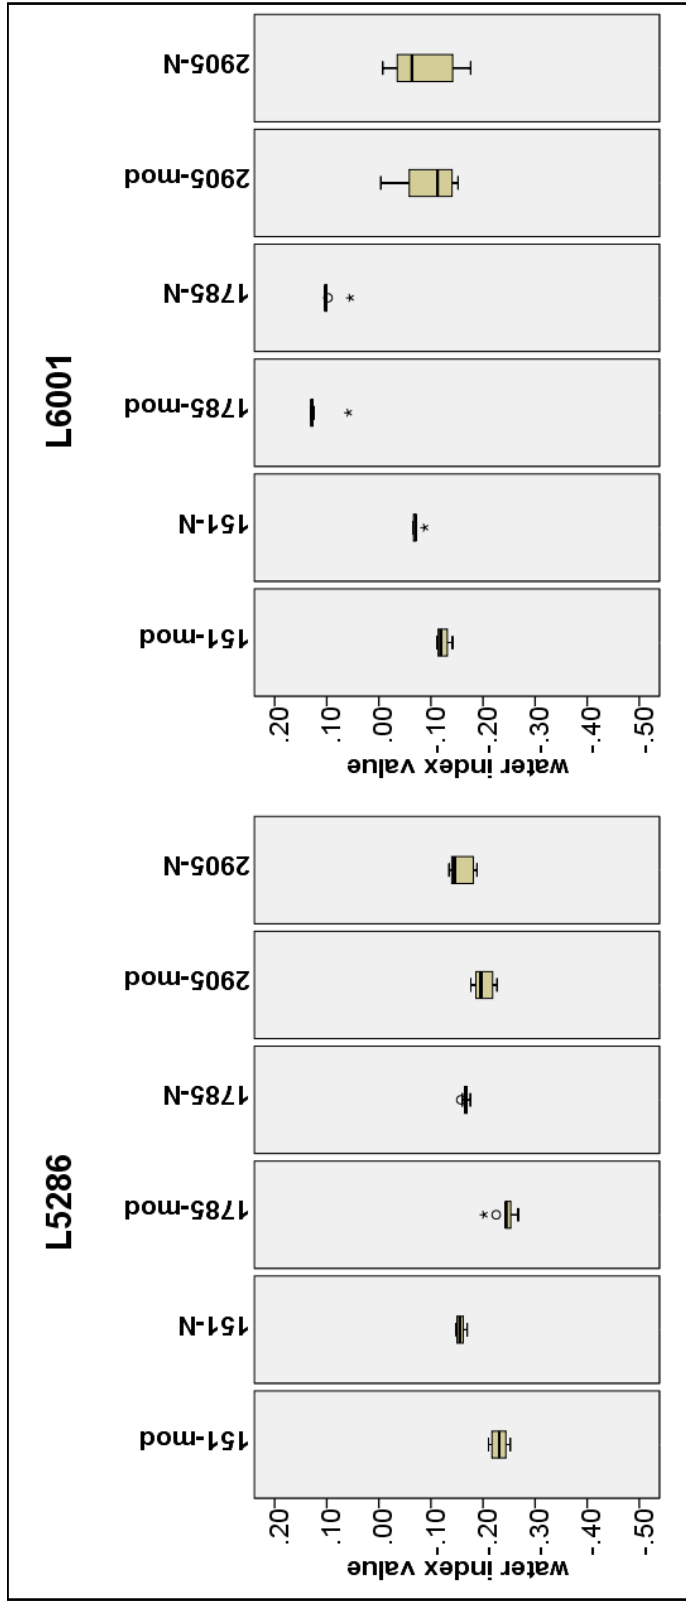 L5286
151-mod
151-N
1785-mod
1785-N
2905-mod
2905-N
water index value
.20
.10
.00
-.10
-.20
-.30
-.40
-.50
L6001
151-mod
151-N
1785-mod
1785-N
2905-mod
2905-N
water index value
.20
.10
.00
-.10
-.20
-.30
-.40
-.50